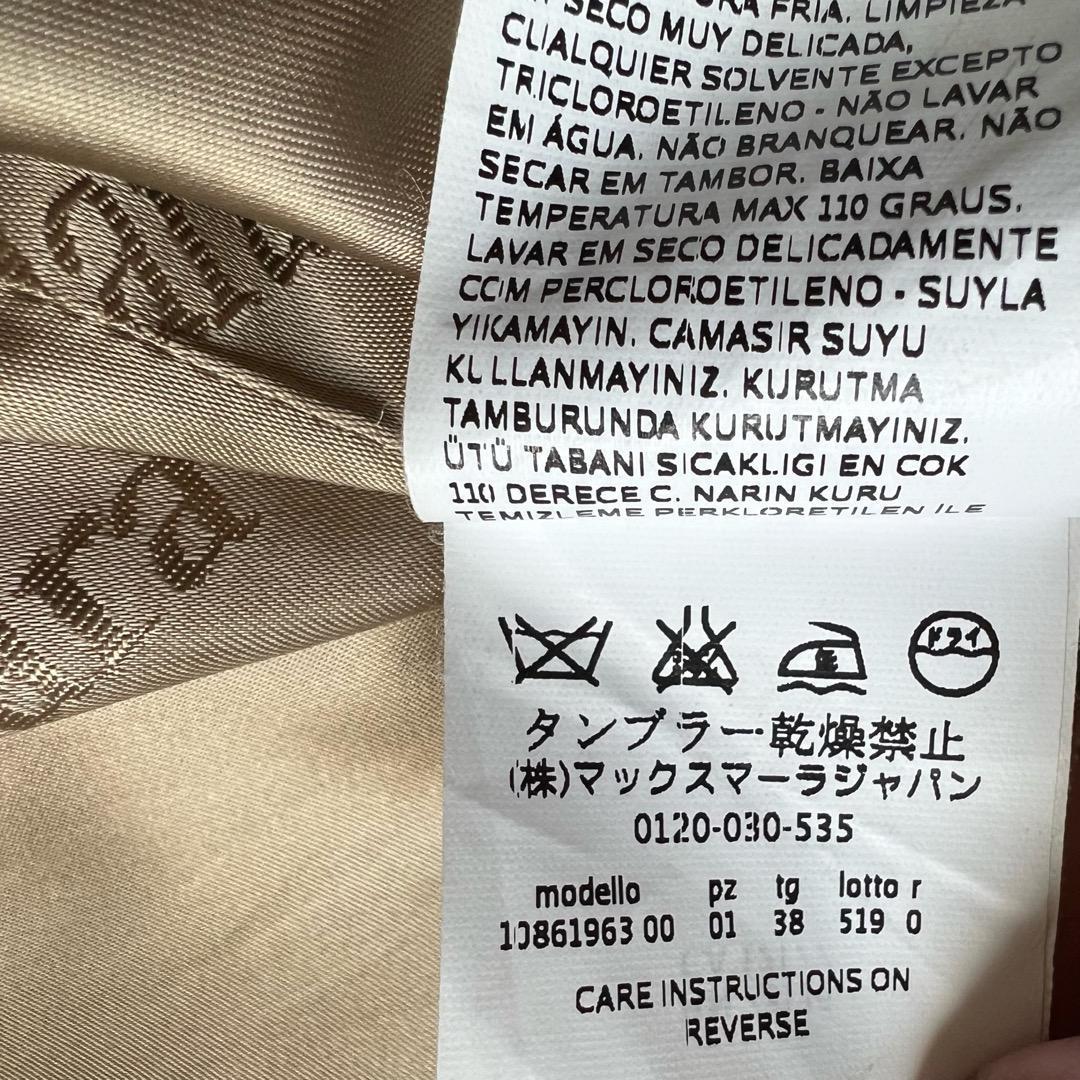 SECO MUY DELICADA,
CUALQUIER SOLVENTE EXCEPTO
TRICLOROETILENO - NÃO LAVAR
EM ÁGUA. NÃO BRANQUEAR. NÃO
SECAR EM TAMBOR. BAIXA
TEMPERATURA MAX 110 GRAUS.
LAVAR EM SECO DELICADAMENTE
COM PERCLOROETILENO - SUYLA
YIKAMAYIN. CAMASIR SUYU
KULLANMAYINIZ. KURUTMA
TAMBURUNDA KURUTMAYINIZ.
ÜTÜ TABANI SICAKLIGI EN COK
110 DERECE C. NARIN KURU
TEMIZLEME PERKLORETILEN ILE
低 ドライ
タンブラー乾燥禁止
(株)マックスマーラジャパン
0120-030-535
modello pz tg lotto r
10861963 00 01 38 519 0
CARE INSTRUCTIONS ON
REVERSE